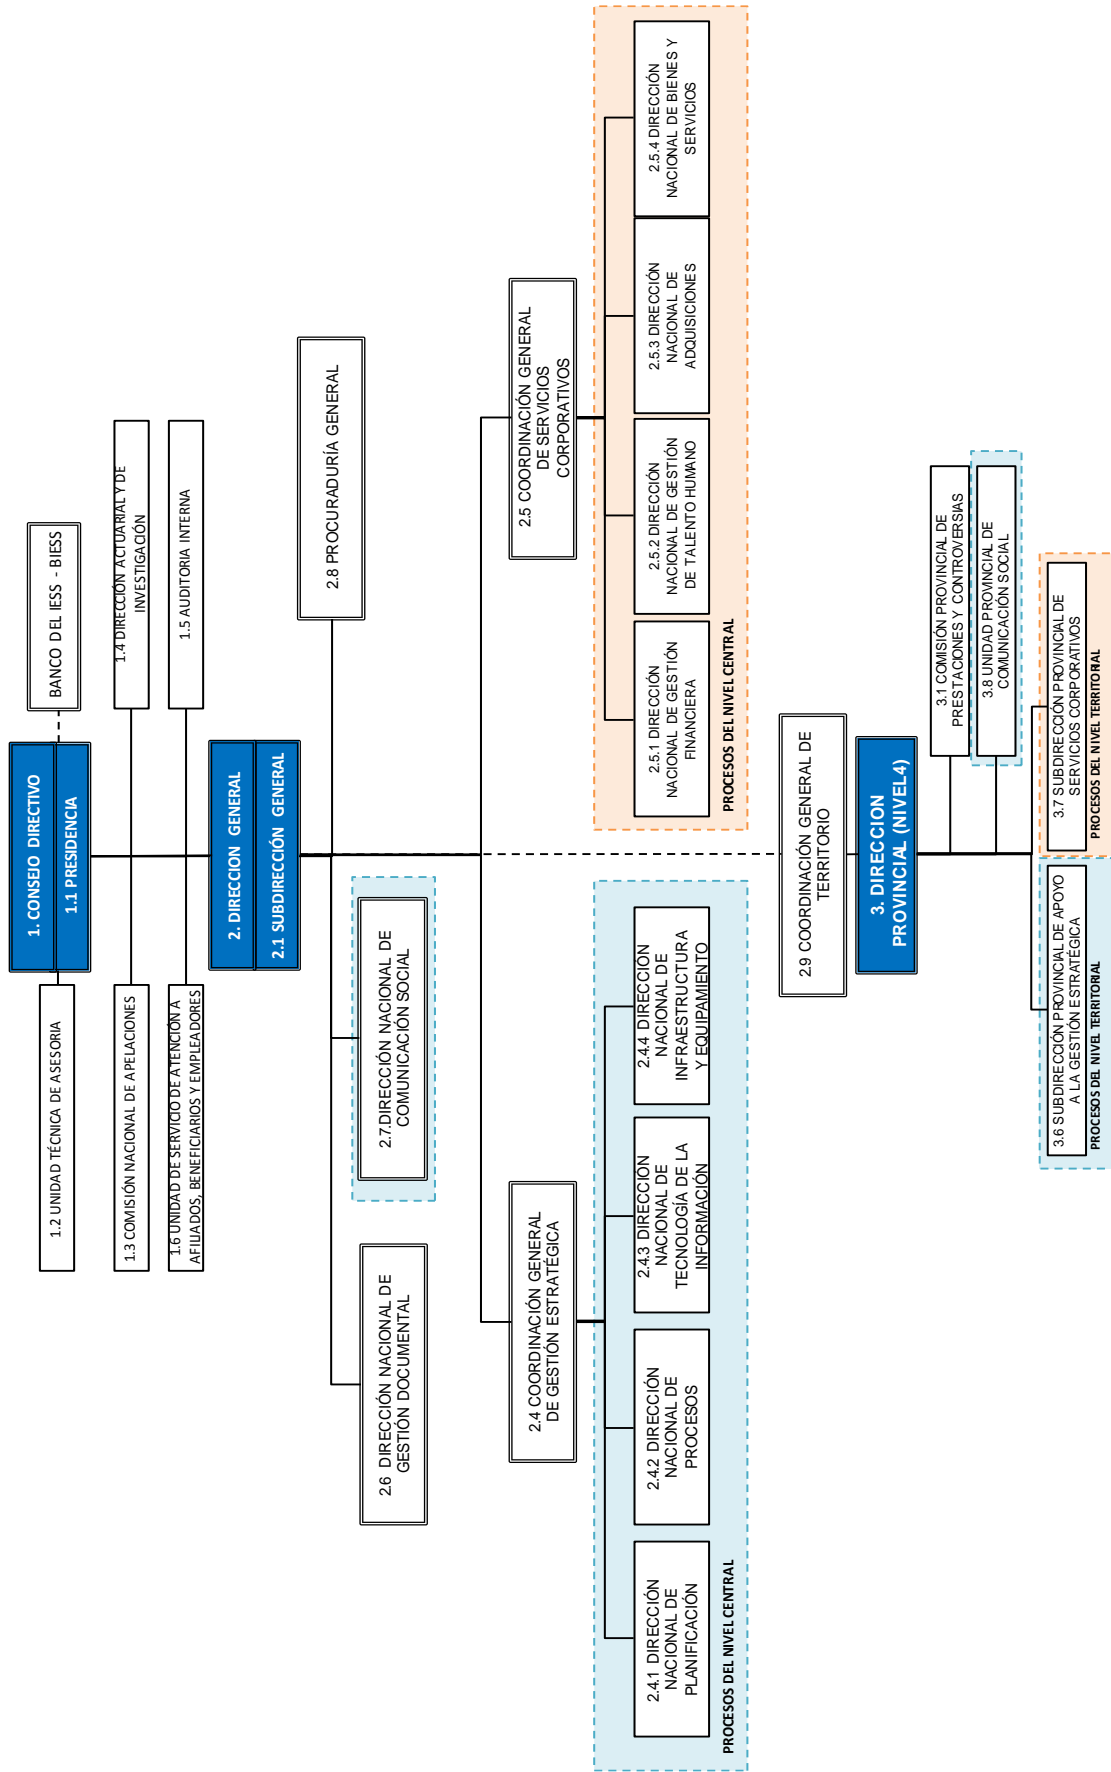 1. CONSEJO DIRECTIVO
1.1 PRESIDENCIA
BANCO DEL IESS - BIESS
1.2 UNIDAD TÉCNICA DE ASESORIA
1.3 COMISIÓN NACIONAL DE APELACIONES
1.4 DIRECCIÓN ACTUARIAL Y DE
INVESTIGACIÓN
1.6 UNIDAD DE SERVICIO DE ATENCIÓN A
AFILIADOS, BENEFICIARIOS Y EMPLEADORES
1.5 AUDITORIA INTERNA
2. DIRECCION GENERAL
2.1 SUBDIRECCIÓN GENERAL
2.8 PROCURADURÍA GENERAL
2.6 DIRECCIÓN NACIONAL DE
GESTIÓN DOCUMENTAL
2.7.DIRECCIÓN NACIONAL DE
COMUNICACIÓN SOCIAL
2.4 COORDINACIÓN GENERAL
DE GESTIÓN ESTRATÉGICA
2.5 COORDINACIÓN GENERAL
DE SERVICIOS
CORPORATIVOS
2.4.1 DIRECCIÓN
NACIONAL DE
PLANIFICACIÓN
2.4.2 DIRECCIÓN
NACIONAL DE
PROCESOS
2.4.3 DIRECCIÓN
NACIONAL DE
TECNOLOGÍA DE LA
INFORMACIÓN
2.4.4 DIRECCIÓN
NACIONAL DE
INFRAESTRUCTURA
Y EQUIPAMIENTO
PROCESOS DEL NIVEL CENTRAL
2.5.1 DIRECCIÓN
NACIONAL DE GESTIÓN
FINANCIERA
2.5.2 DIRECCIÓN
NACIONAL DE GESTIÓN
DE TALENTO HUMANO
2.5.3 DIRECCIÓN
NACIONAL DE
ADQUISICIONES
2.5.4 DIRECCIÓN
NACIONAL DE BIENES Y
SERVICIOS
PROCESOS DEL NIVEL CENTRAL
2.9 COORDINACIÓN GENERAL DE
TERRITORIO
3. DIRECCION
PROVINCIAL (NIVEL4)
3.1 COMISIÓN PROVINCIAL DE
PRESTACIONES Y CONTROVERSIAS
3.8 UNIDAD PROVINCIAL DE
COMUNICACIÓN SOCIAL
3.6 SUBDIRECCIÓN PROVINCIAL DE APOYO
A LA GESTIÓN ESTRATÉGICA
PROCESOS DEL NIVEL TERRITORIAL
3.7 SUBDIRECCIÓN PROVINCIAL DE
SERVICIOS CORPORATIVOS
PROCESOS DEL NIVEL TERRITORIAL